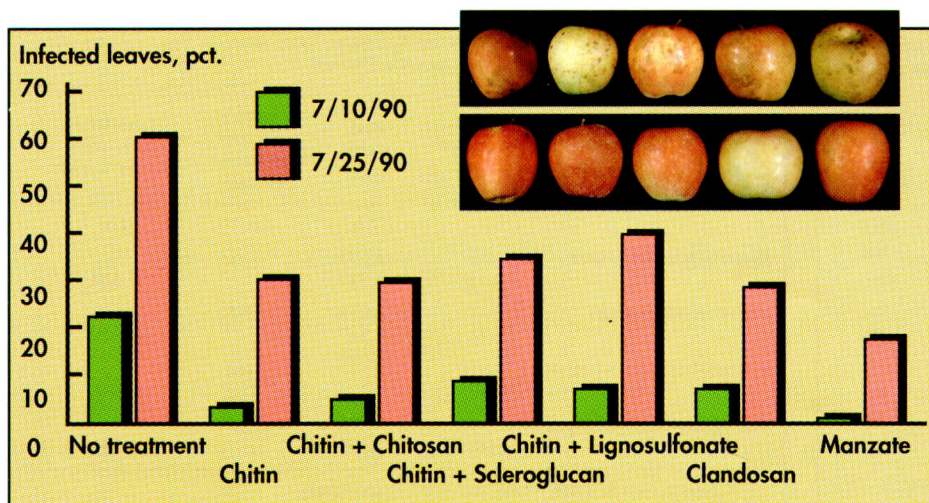 Infected leaves, pct.
70
60
50
40
30
20
10
0
7/10/90
7/25/90
No treatment
Chitin
Chitin + Chitosan
Chitin + Scleroglucan
Chitin + Lignosulfonate
Clandosan
Manzate